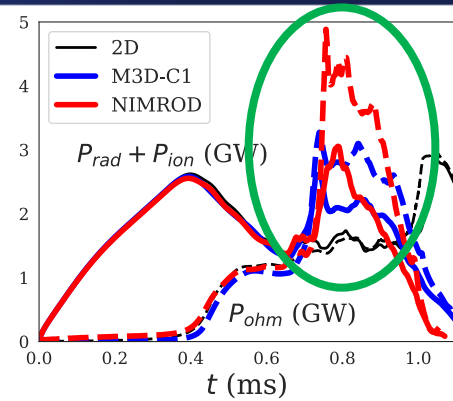 5
4
3
2
1
0
2D
M3D-C1
NIMROD
P_rad + P_ion (GW)
P_ohm (GW)
0.0 0.2 0.4 0.6 0.8 1.0
t (ms)